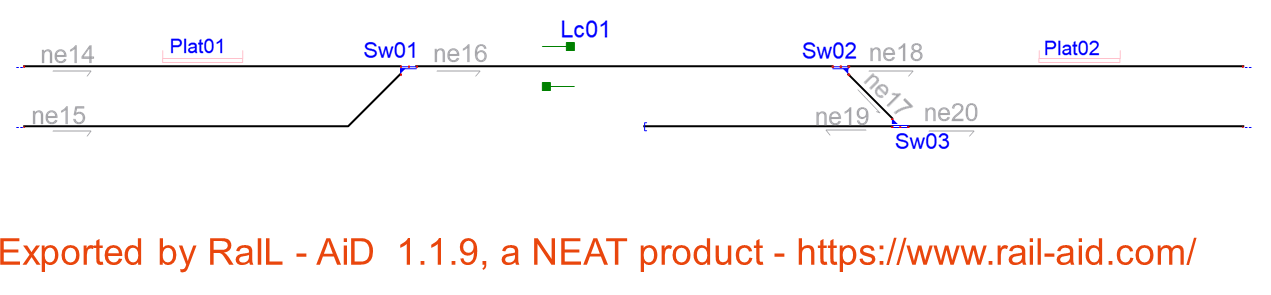 Lc01
ne14 Plat01 Sw01 ne16 Sw02 ne18 Plat02
ne17
ne15 ne19 ne20
Sw03
Exported by RaIL - AiD 1.1.9, a NEAT product - https://www.rail-aid.com/